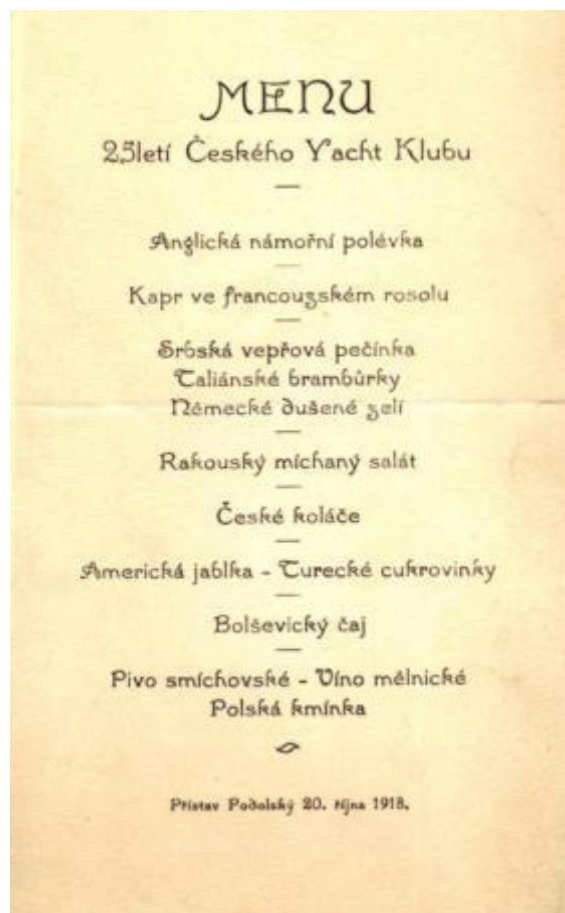 MENU
25letí Českého Yacht Klubu
Anglická námořní polévka
Kapr ve francouzském rosolu
Srbská vepřová pečínka
Taliánské brambůrky
Německé dušené zelí
Rakouský míchaný salát
České koláče
Americká jablka - Turecké cukrovinky
Bolševický čaj
Pivo smíchovské - Víno mělnické
Polská kmínka
Přístav Podolský 20. října 1918.